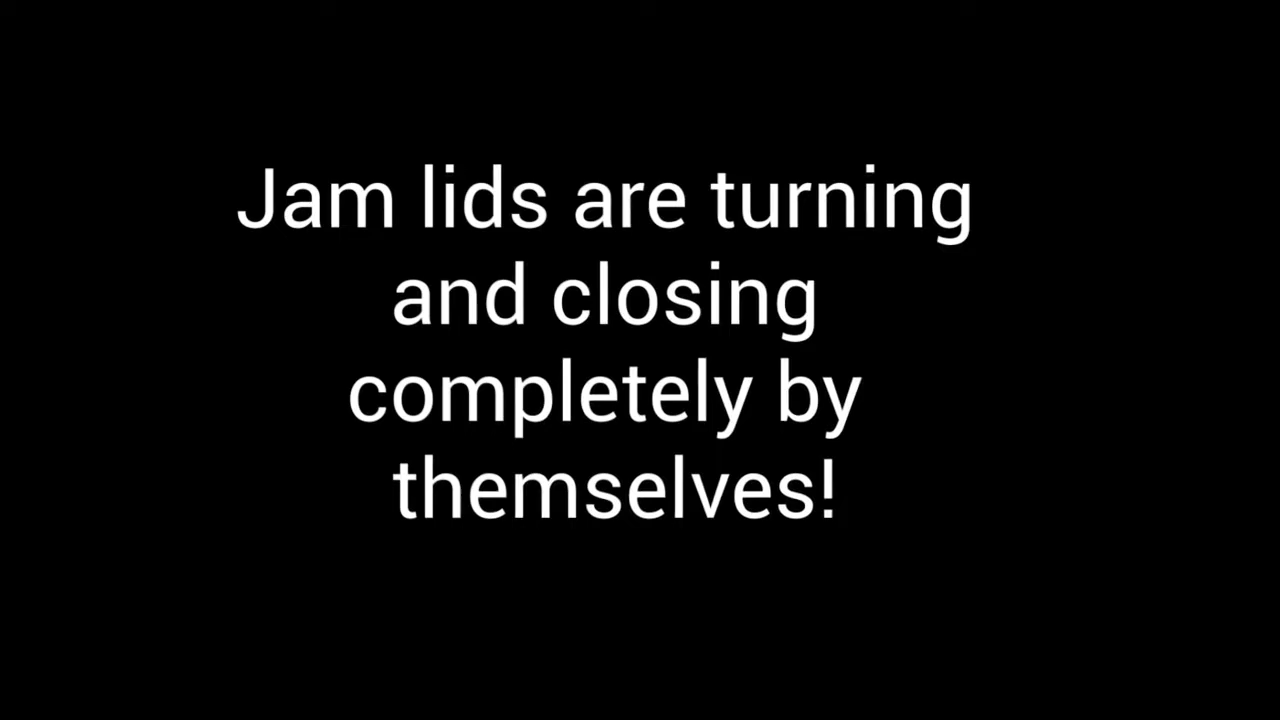 Jam lids are turning
and closing
completely by
themselves!